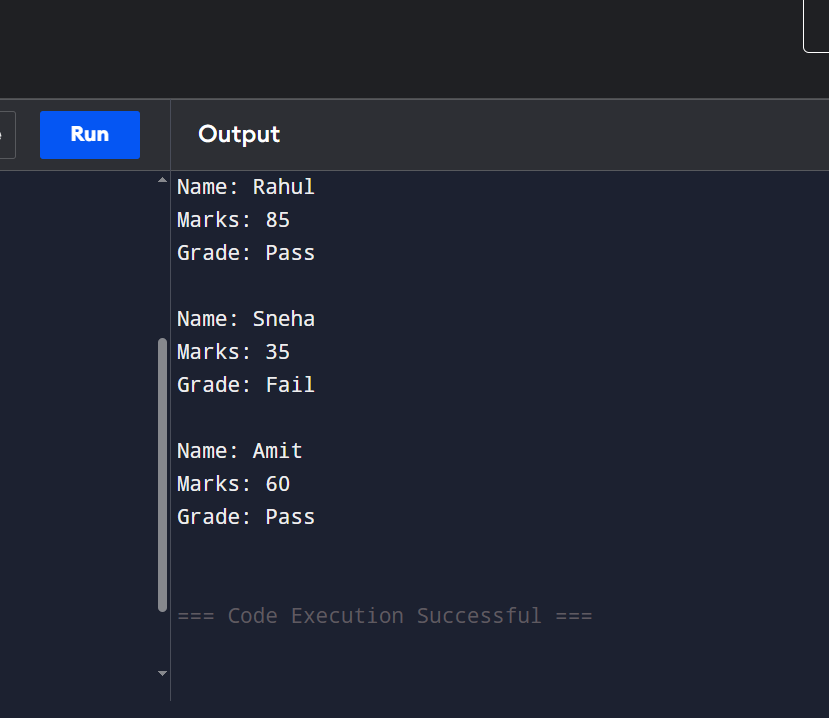 Run
Output
Name: Rahul
Marks: 85
Grade: Pass
Name: Sneha
Marks: 35
Grade: Fail
Name: Amit
Marks: 60
Grade: Pass
=== Code Execution Successful ===